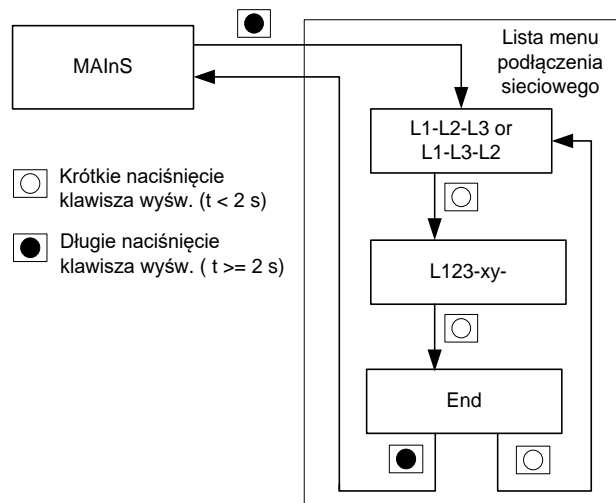 MAInS
Lista menu
podłączenia
sieciowego
L1-L2-L3 or
L1-L3-L2
Krótkie naciśnięcie
klawisza wyśw. (t < 2 s)
Długie naciśnięcie
klawisza wyśw. ( t >= 2 s)
L123-xy-
End